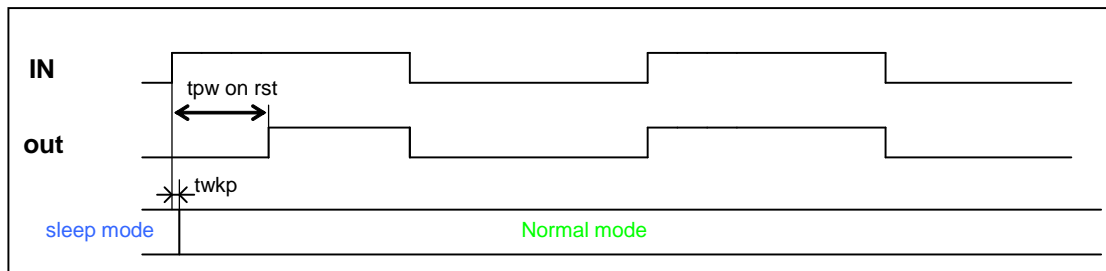 IN
tpw on rst
out
twkp
sleep mode Normal mode